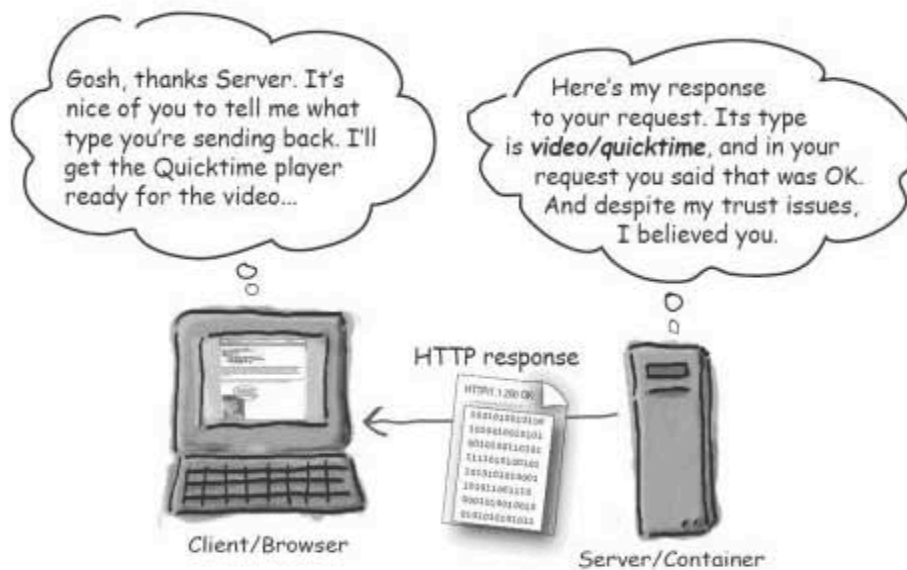 Gosh, thanks Server. It's
nice of you to tell me what
type you're sending back. I'll
get the Quicktime player
ready for the video...
Here's my response
to your request. Its type
is video/quicktime, and in your
request you said that was OK.
And despite my trust issues,
I believed you.
HTTP response
HTTP/1.1 200 OK
Client/Browser
Server/Container